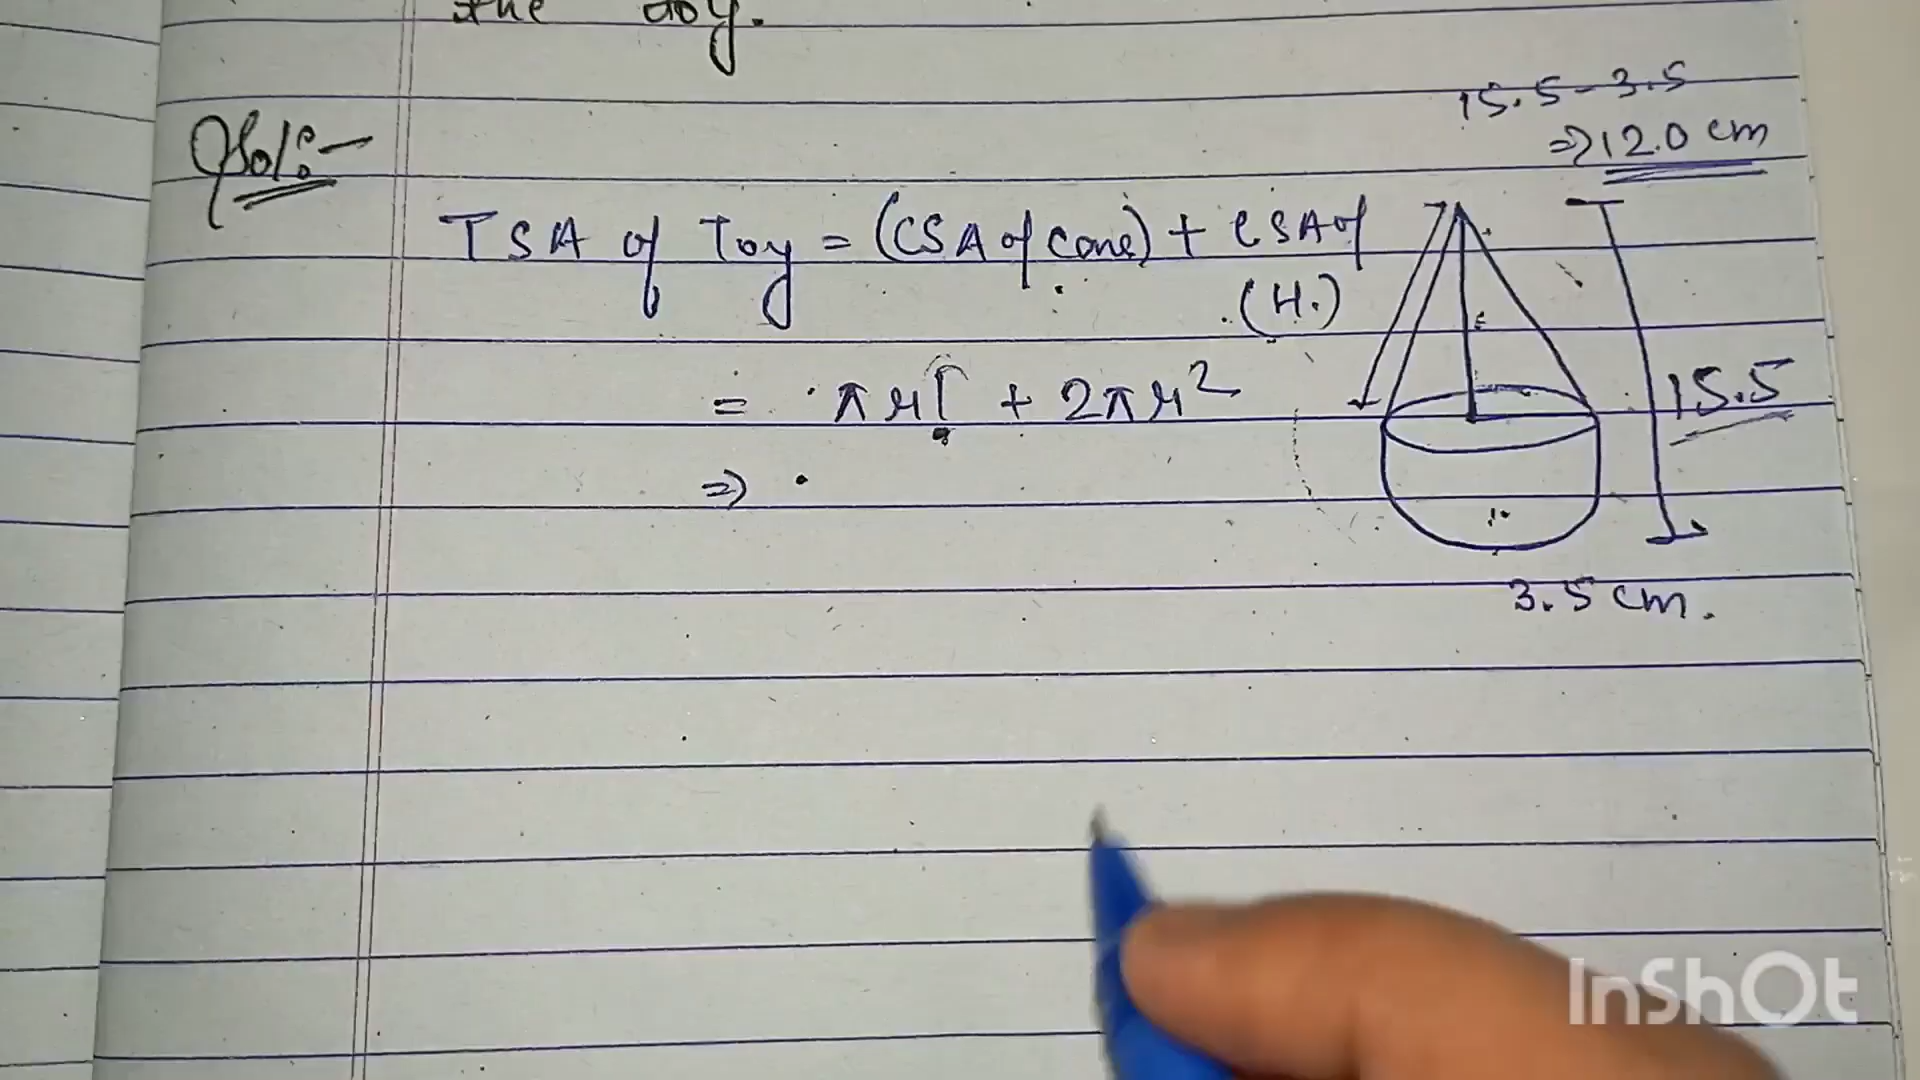 the toy.
15.5 - 3.5
⇒ 12.0 cm
Sol:-
TSA of Toy = (CSA of Cone) + CSA of
(H.)
= πrl + 2πr²
15.5
⇒
3.5 cm.
InShOt